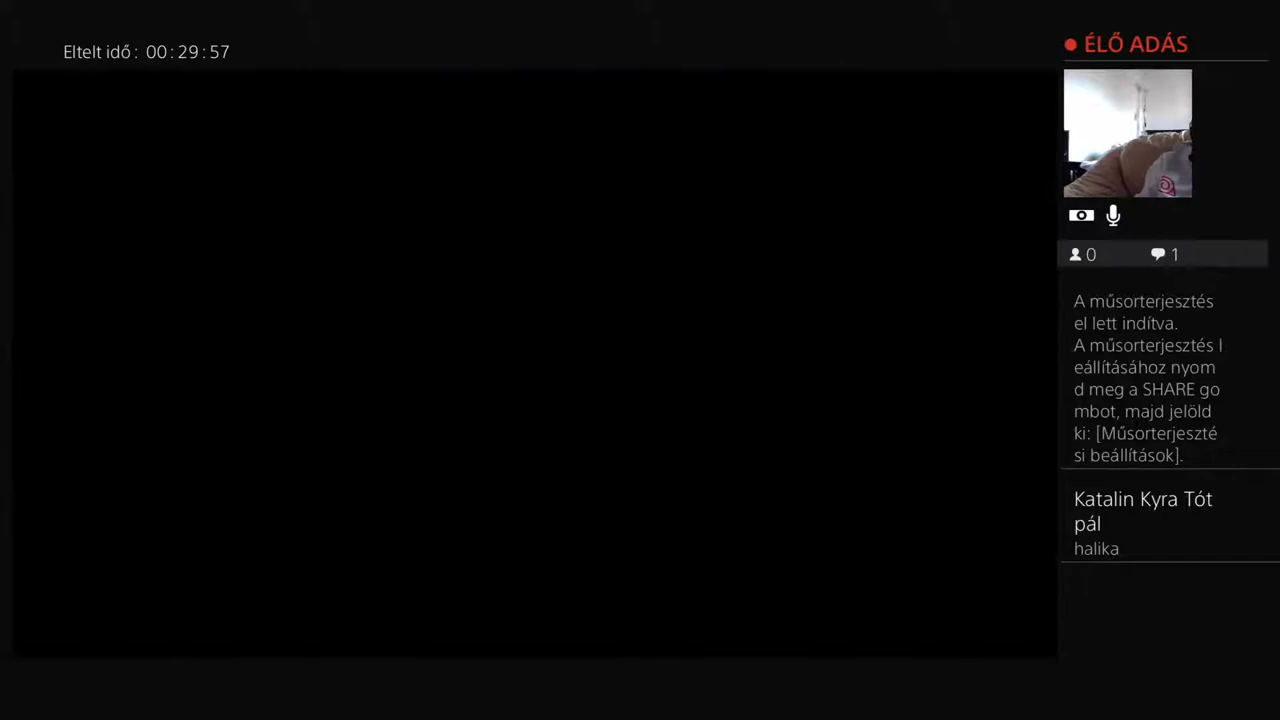 Eltelt idő: 00:29:57
ÉLŐ ADÁS
0 1
A műsorterjesztés
el lett indítva.
A műsorterjesztés l
eállításához nyom
d meg a SHARE go
mbot, majd jelöld
ki: [Műsorterjeszté
si beállítások].
Katalin Kyra Tót
pál
halika